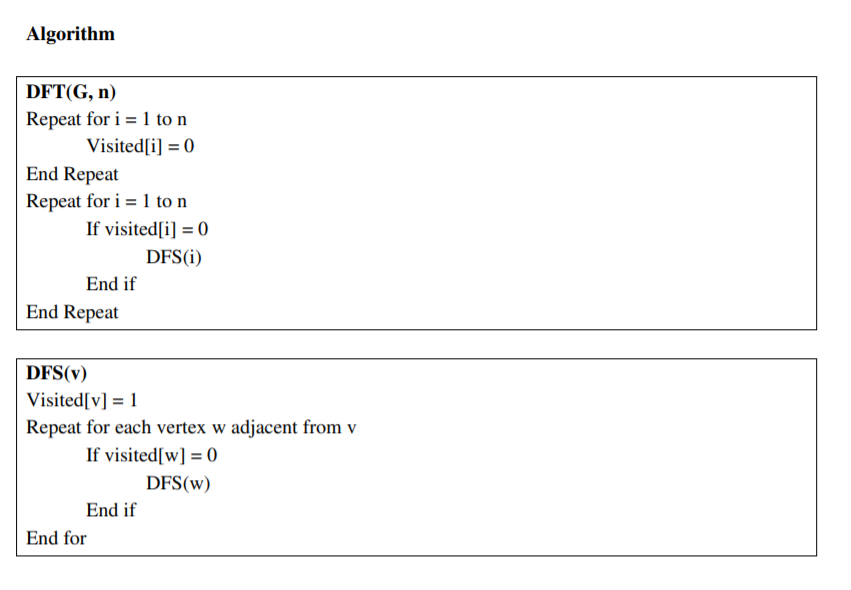 Algorithm
DFT(G, n)
Repeat for i = 1 to n
Visited[i] = 0
End Repeat
Repeat for i = 1 to n
If visited[i] = 0
DFS(i)
End if
End Repeat
DFS(v)
Visited[v] = 1
Repeat for each vertex w adjacent from v
If visited[w] = 0
DFS(w)
End if
End for